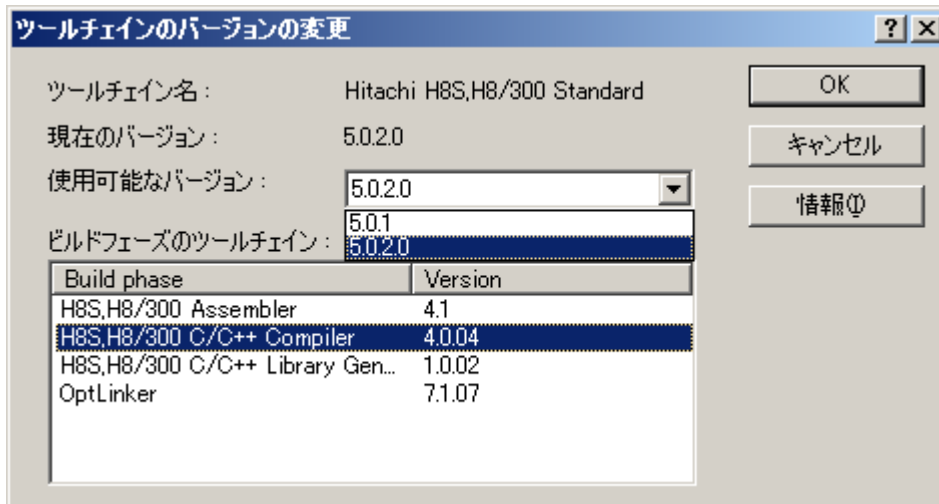 ツールチェインのバージョンの変更
ツールチェイン名： Hitachi H8S,H8/300 Standard
OK
現在のバージョン： 5.0.2.0
キャンセル
使用可能なバージョン： 5.0.2.0
情報(I)
5.0.1
5.0.2.0
ビルドフェーズのツールチェイン：
Build phase Version
H8S,H8/300 Assembler 4.1
H8S,H8/300 C/C++ Compiler 4.0.04
H8S,H8/300 C/C++ Library Gen... 1.0.02
OptLinker 7.1.07